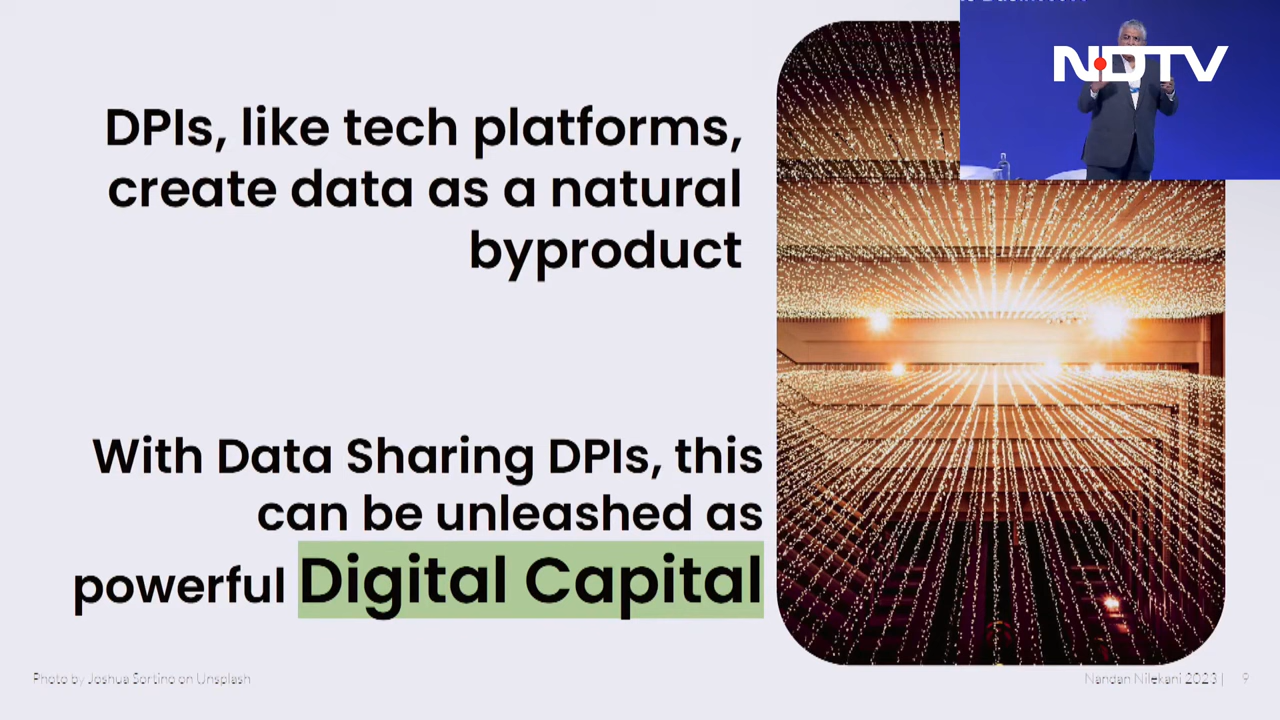 DPIs, like tech platforms,
create data as a natural
byproduct
With Data Sharing DPIs, this
can be unleashed as
powerful Digital Capital
NDTV
Photo by Joshua Sortino on Unsplash
Nandan Nilekani 2023 | 9